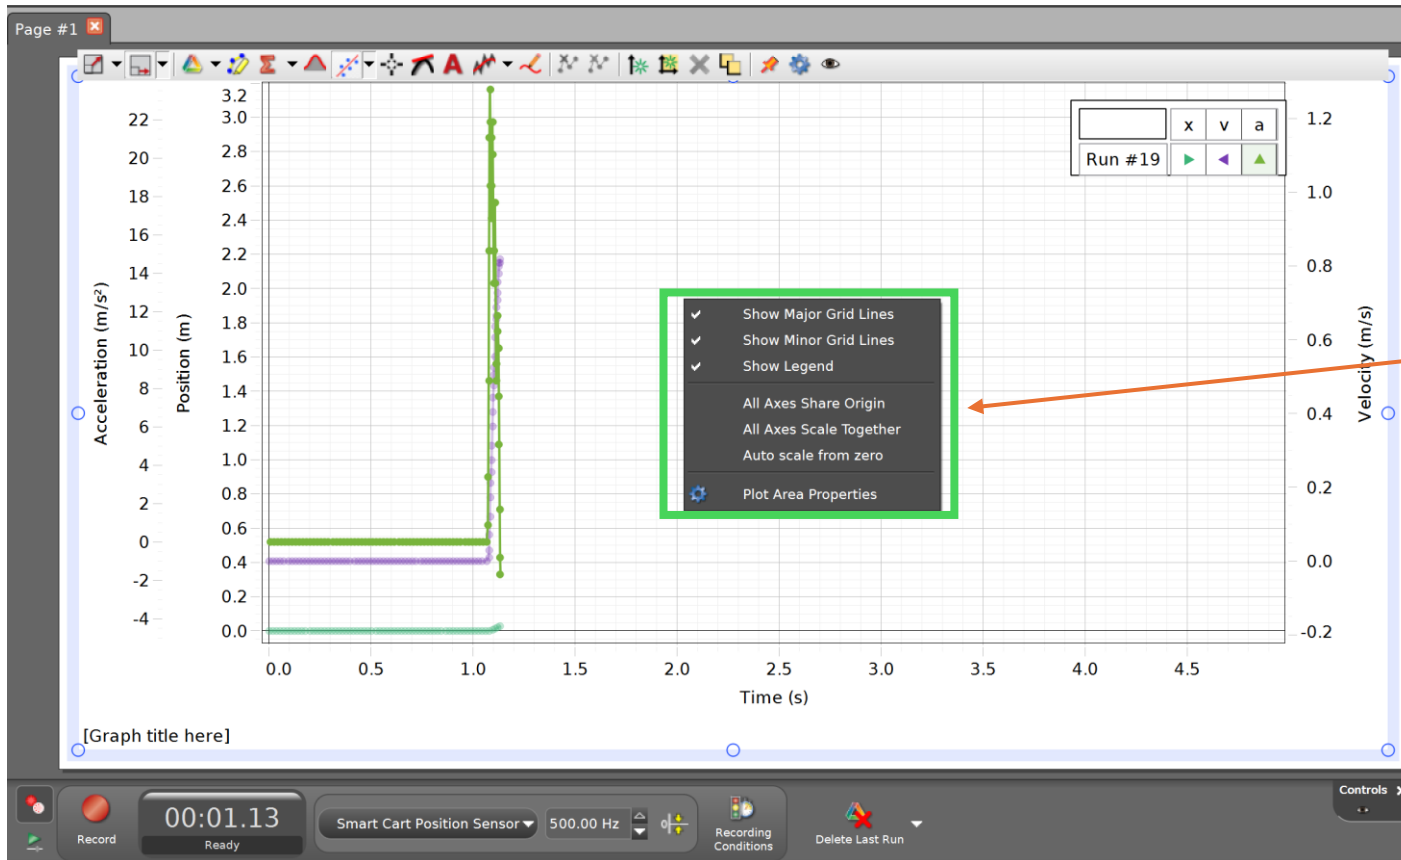 Page #1
3.2
3.0
2.8
2.6
2.4
2.2
2.0
1.8
1.6
1.4
1.2
1.0
0.8
0.6
0.4
0.2
0.0
22
20
18
16
14
12
10
8
6
4
2
0
-2
-4
Acceleration (m/s²)
Position (m)
x v a
Run #19
1.2
1.0
0.8
0.6
0.4
0.2
0.0
-0.2
Velocity (m/s)
Show Major Grid Lines
Show Minor Grid Lines
Show Legend
All Axes Share Origin
All Axes Scale Together
Auto scale from zero
Plot Area Properties
0.0 0.5 1.0 1.5 2.0 2.5 3.0 3.5 4.0 4.5
Time (s)
[Graph title here]
Controls
Record
00:01.13
Ready
Smart Cart Position Sensor
500.00 Hz
Recording
Conditions
Delete Last Run